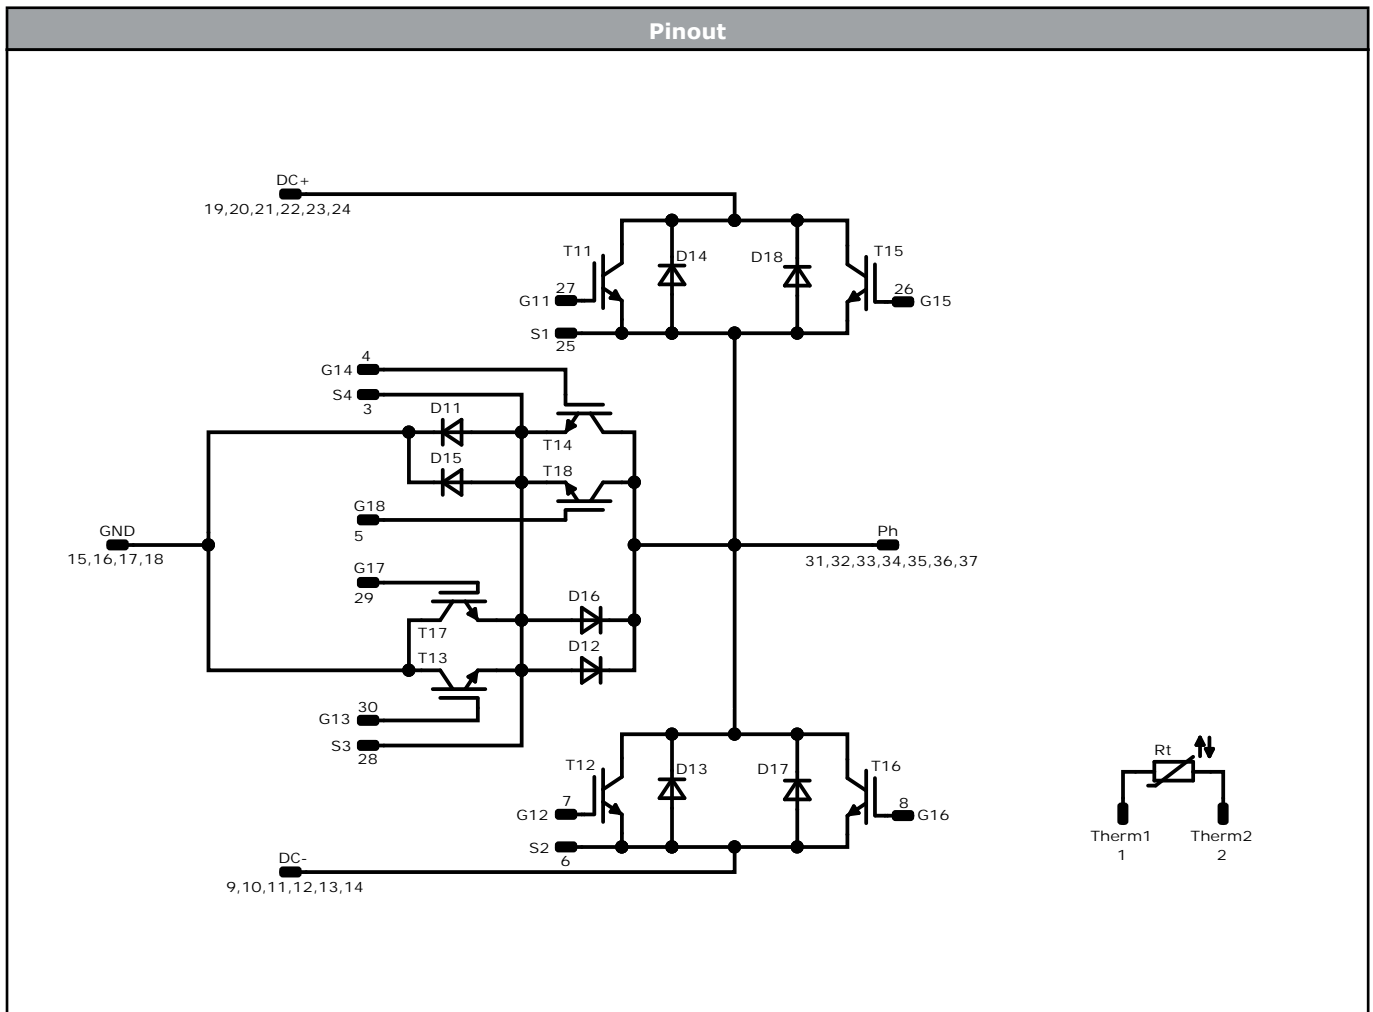 Pinout
DC+
19,20,21,22,23,24
T11
D14
D18
T15
27
G11
26
G15
S1
25
4
G14
S4
3
D11
T14
D15
T18
G18
5
GND
15,16,17,18
Ph
31,32,33,34,35,36,37
G17
29
D16
T17
D12
T13
30
G13
S3
28
Rt
T12
D13
D17
T16
7
G12
8
G16
S2
6
Therm1
1
Therm2
2
DC-
9,10,11,12,13,14